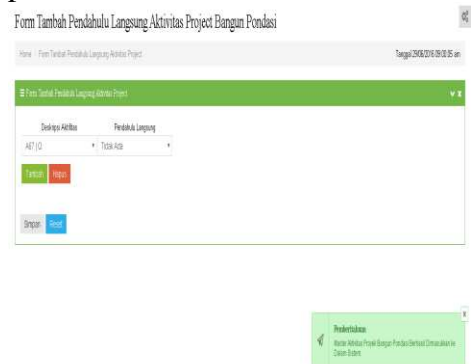 Form Tambah Pendahulu Langsung Aktivitas Project Bangun Pondasi
Home / Form Tambah Pendahulu Langsung Aktivitas Project
Tanggal 29/06/2016 09:00:05 am
Form Tambah Pendahulu Langsung Aktivitas Project
Deskripsi Aktifitas Pendahulu Langsung
Tidak Ada
Tambah Hapus
Simpan Reset
Pemberitahuan
Master Aktivitas Proyek Bangun Pondasi Berhasil Dimasukkan ke
Dalam Sistem